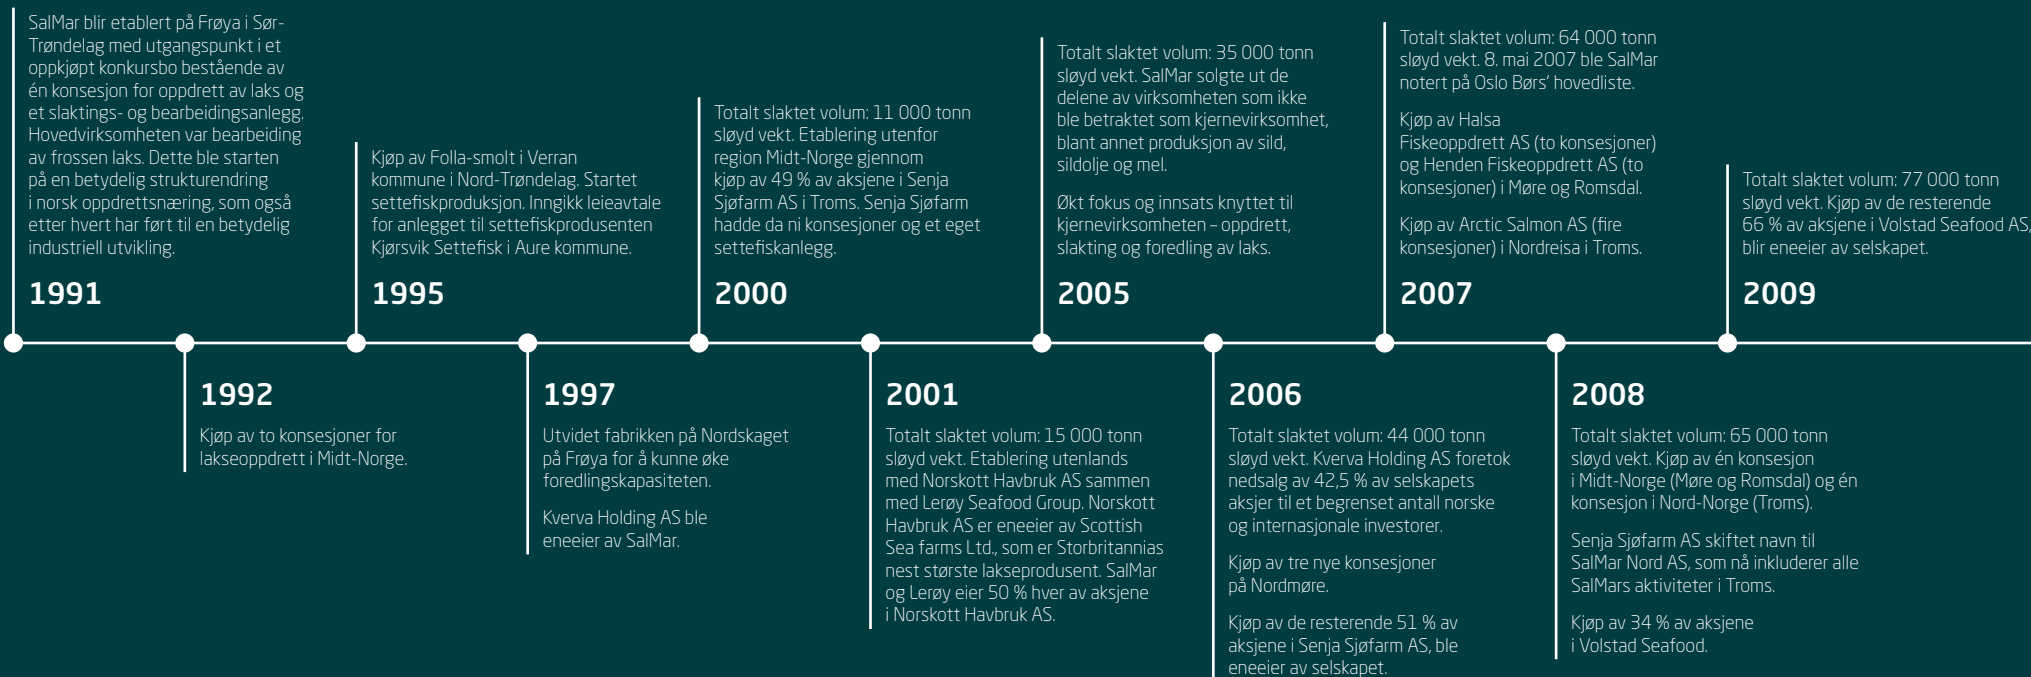 SalMar blir etablert på Frøya i Sør-
Trøndelag med utgangspunkt i et
oppkjøpt konkursbo bestående av
én konsesjon for oppdrett av laks og
et slaktings- og bearbeidingsanlegg.
Hovedvirksomheten var bearbeiding
av frossen laks. Dette ble starten
på en betydelig strukturendring
i norsk oppdrettsnæring, som også
etter hvert har ført til en betydelig
industriell utvikling.
1991
1992
Kjøp av to konsesjoner for
lakseoppdrett i Midt-Norge.
Kjøp av Folla-smolt i Verran
kommune i Nord-Trøndelag. Startet
settefiskproduksjon. Inngikk leieavtale
for anlegget til settefiskprodusenten
Kjørsvik Settefisk i Aure kommune.
1995
1997
Utvidet fabrikken på Nordskaget
på Frøya for å kunne øke
foredlingskapasiteten.
Kverva Holding AS ble
eneeier av SalMar.
Totalt slaktet volum: 11 000 tonn
sløyd vekt. Etablering utenfor
region Midt-Norge gjennom
kjøp av 49 % av aksjene i Senja
Sjøfarm AS i Troms. Senja Sjøfarm
hadde da ni konsesjoner og et eget
settefiskanlegg.
2000
2001
Totalt slaktet volum: 15 000 tonn
sløyd vekt. Etablering utenlands
med Norskott Havbruk AS sammen
med Lerøy Seafood Group. Norskott
Havbruk AS er eneeier av Scottish
Sea farms Ltd., som er Storbritannias
nest største lakseprodusent. SalMar
og Lerøy eier 50 % hver av aksjene
i Norskott Havbruk AS.
Totalt slaktet volum: 35 000 tonn
sløyd vekt. SalMar solgte ut de
delene av virksomheten som ikke
ble betraktet som kjernevirksomhet,
blant annet produksjon av sild,
sildolje og mel.
Økt fokus og innsats knyttet til
kjernevirksomheten – oppdrett,
slakting og foredling av laks.
2005
2006
Totalt slaktet volum: 44 000 tonn
sløyd vekt. Kverva Holding AS foretok
nedsalg av 42,5 % av selskapets
aksjer til et begrenset antall norske
og internasjonale investorer.
Kjøp av tre nye konsesjoner
på Nordmøre.
Kjøp av de resterende 51 % av
aksjene i Senja Sjøfarm AS, ble
eneeier av selskapet.
Totalt slaktet volum: 64 000 tonn
sløyd vekt. 8. mai 2007 ble SalMar
notert på Oslo Børs' hovedliste.
Kjøp av Halsa
Fiskeoppdrett AS (to konsesjoner)
og Henden Fiskeoppdrett AS (to
konsesjoner) i Møre og Romsdal.
Kjøp av Arctic Salmon AS (fire
konsesjoner) i Nordreisa i Troms.
2007
2008
Totalt slaktet volum: 65 000 tonn
sløyd vekt. Kjøp av én konsesjon
i Midt-Norge (Møre og Romsdal) og én
konsesjon i Nord-Norge (Troms).
Senja Sjøfarm AS skiftet navn til
SalMar Nord AS, som nå inkluderer alle
SalMars aktiviteter i Troms.
Kjøp av 34 % av aksjene
i Volstad Seafood.
Totalt slaktet volum: 77 000 tonn
sløyd vekt. Kjøp av de resterende
66 % av aksjene i Volstad Seafood AS,
blir eneeier av selskapet.
2009